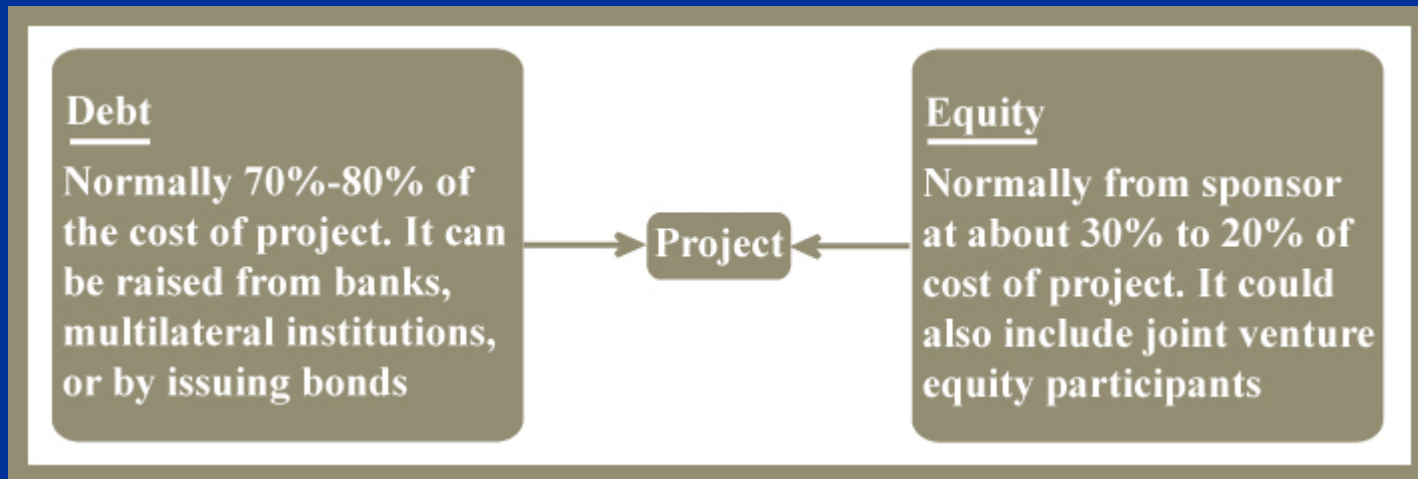 Debt
Normally 70%-80% of
the cost of project. It can
be raised from banks,
multilateral institutions,
or by issuing bonds
Project
Equity
Normally from sponsor
at about 30% to 20% of
cost of project. It could
also include joint venture
equity participants